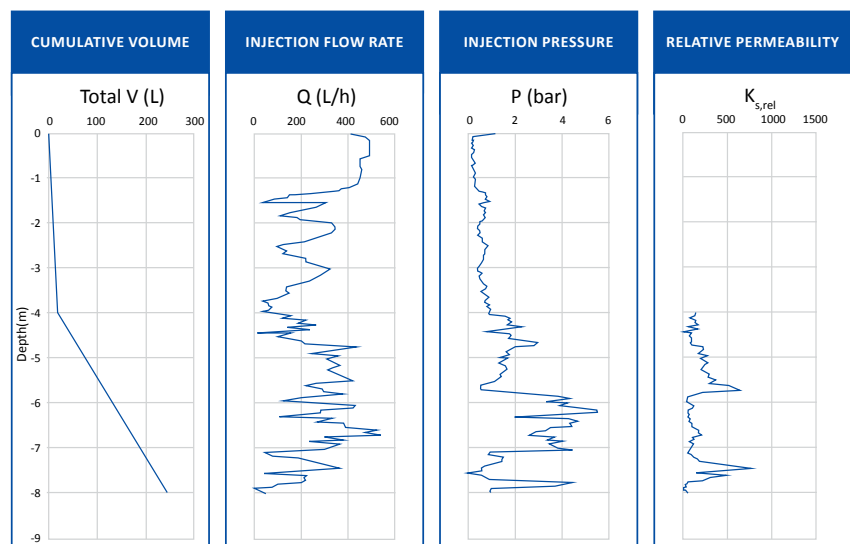 CUMULATIVE VOLUME
INJECTION FLOW RATE
INJECTION PRESSURE
RELATIVE PERMEABILITY
Total V (L)
Q (L/h)
P (bar)
Ks,rel
0 100 200 300
0 200 400 600
0 2 4 6
0 500 1000 1500
0
-1
-2
-3
-4
-5
-6
-7
-8
-9
Depth(m)